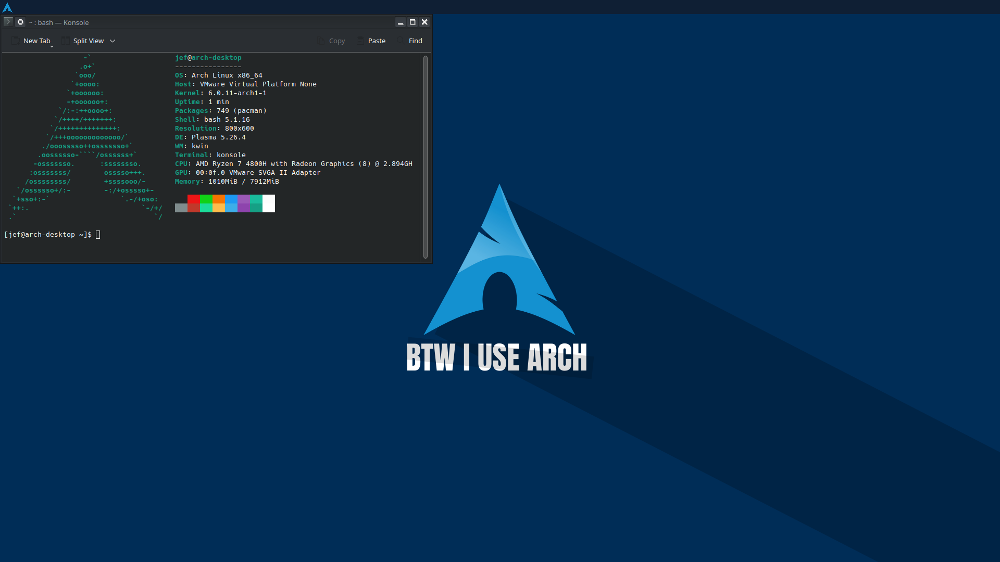 ~ : bash — Konsole
New Tab Split View Copy Paste Find
                   -`                    jef@arch-desktop
                  .o+`                   ----------------
                 `ooo/                   OS: Arch Linux x86_64
                `+oooo:                  Host: VMware Virtual Platform None
               `+oooooo:                 Kernel: 6.0.11-arch1-1
               -+oooooo+:                Uptime: 1 min
             `/:-:++oooo+:               Packages: 749 (pacman)
            `/++++/+++++++:              Shell: bash 5.1.16
           `/++++++++++++++:             Resolution: 800x600
          `/+++ooooooooooooo/`           DE: Plasma 5.26.4
         ./ooosssso++osssssso+`          WM: kwin
        .oossssso-````/ossssss+`         Terminal: konsole
       -osssssso.      :ssssssso.        CPU: AMD Ryzen 7 4800H with Radeon Graphics (8) @ 2.894GH
      :osssssss/        osssso+++.       GPU: 00:0f.0 VMware SVGA II Adapter
     /ossssssss/        +ssssooo/-       Memory: 1010MiB / 7912MiB
   `/ossssso+/:-        -:/+osssso+-
  `+sso+:-`                 `.-/+oso:
 `++:.                           `-/+/
 .`                                 `/
[jef@arch-desktop ~]$
BTW I USE ARCH